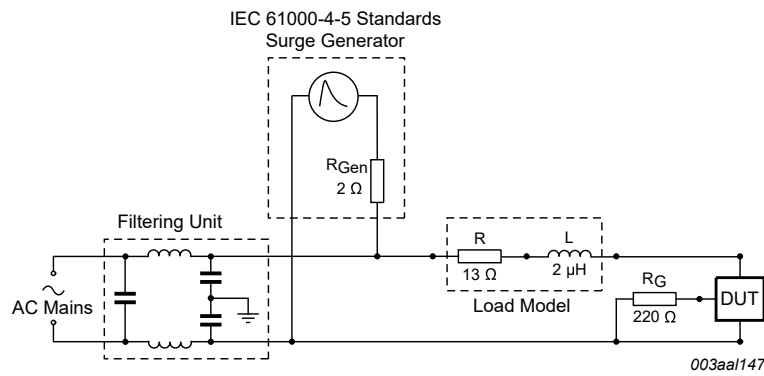 IEC 61000-4-5 Standards
Surge Generator
RGen
2 Ω
Filtering Unit
R
13 Ω
L
2 μH
Load Model
AC Mains
RG
220 Ω
DUT
003aal147